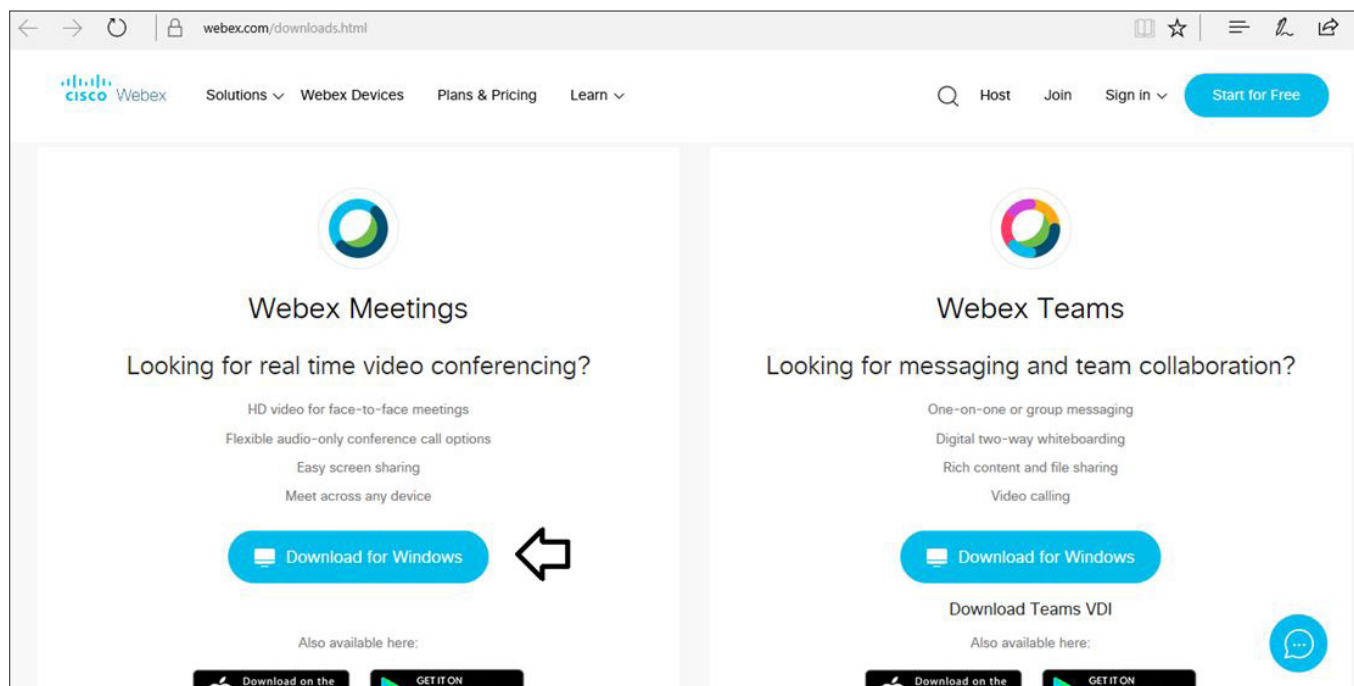 webex.com/downloads.html
CISCO Webex
Solutions
Webex Devices
Plans & Pricing
Learn
Host
Join
Sign in
Start for Free
Webex Meetings
Looking for real time video conferencing?
HD video for face-to-face meetings
Flexible audio-only conference call options
Easy screen sharing
Meet across any device
Download for Windows
Also available here:
Download on the
GET IT ON
Webex Teams
Looking for messaging and team collaboration?
One-on-one or group messaging
Digital two-way whiteboarding
Rich content and file sharing
Video calling
Download for Windows
Download Teams VDI
Also available here:
Download on the
GET IT ON